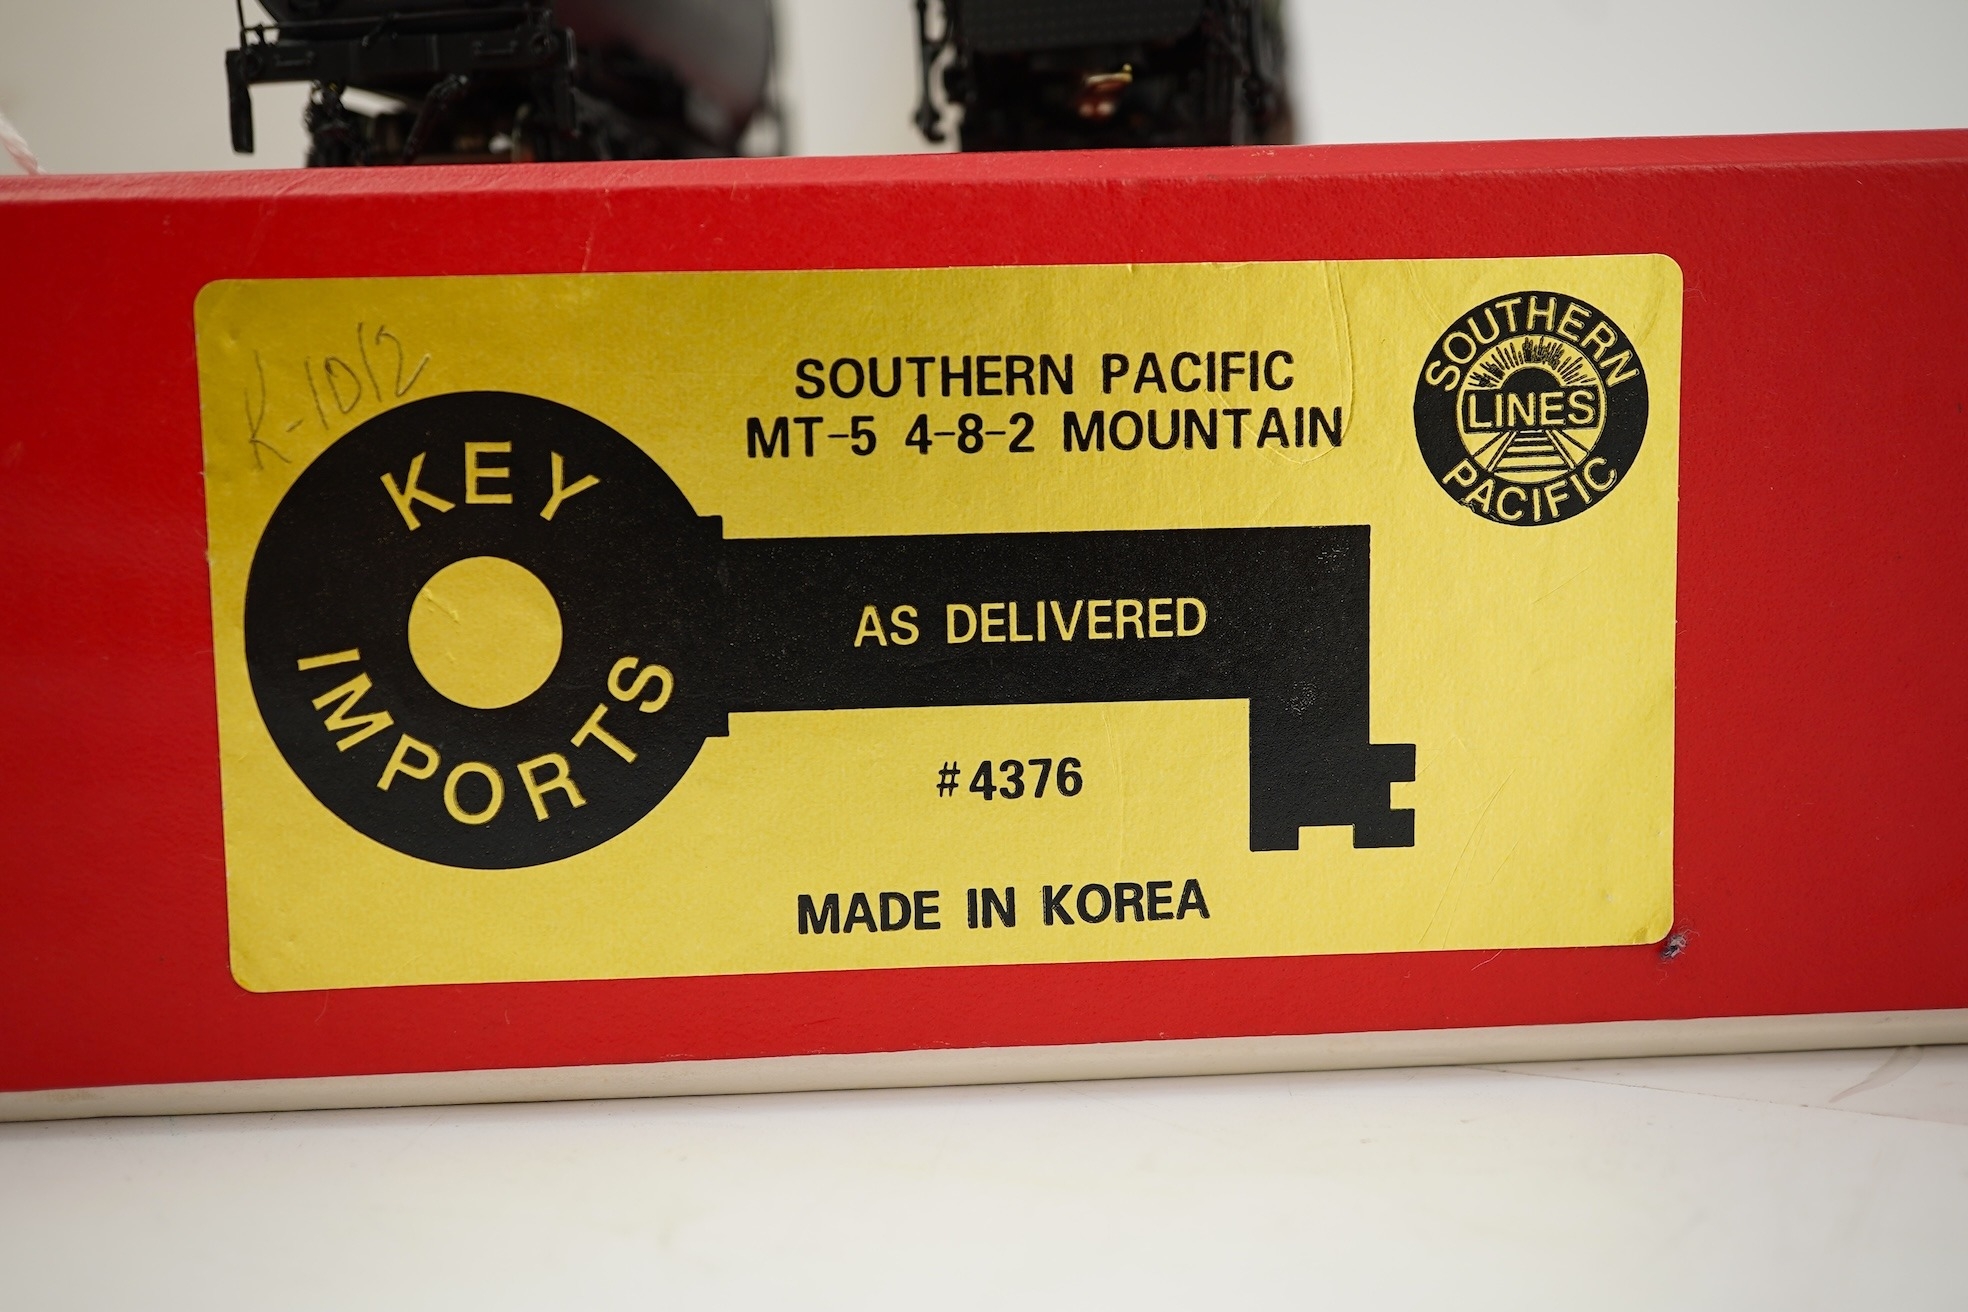 K-1012
SOUTHERN PACIFIC
MT-5 4-8-2 MOUNTAIN
SOUTHERN
LINES
PACIFIC
KEY
IMPORTS
AS DELIVERED
#4376
MADE IN KOREA